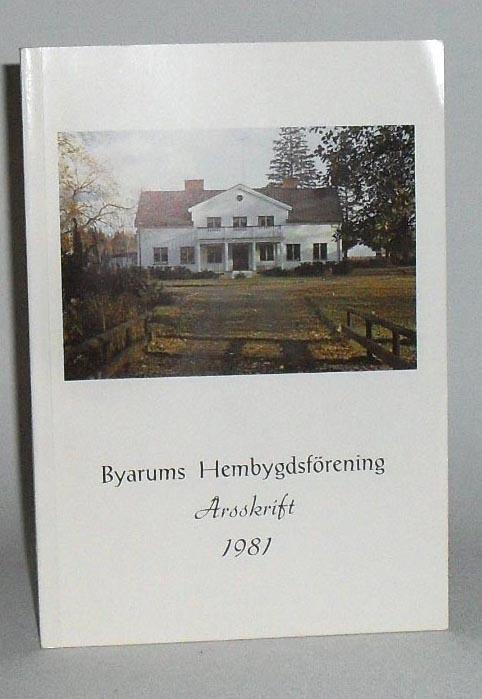 Byarums Hembygdsförening
Årsskrift
1981